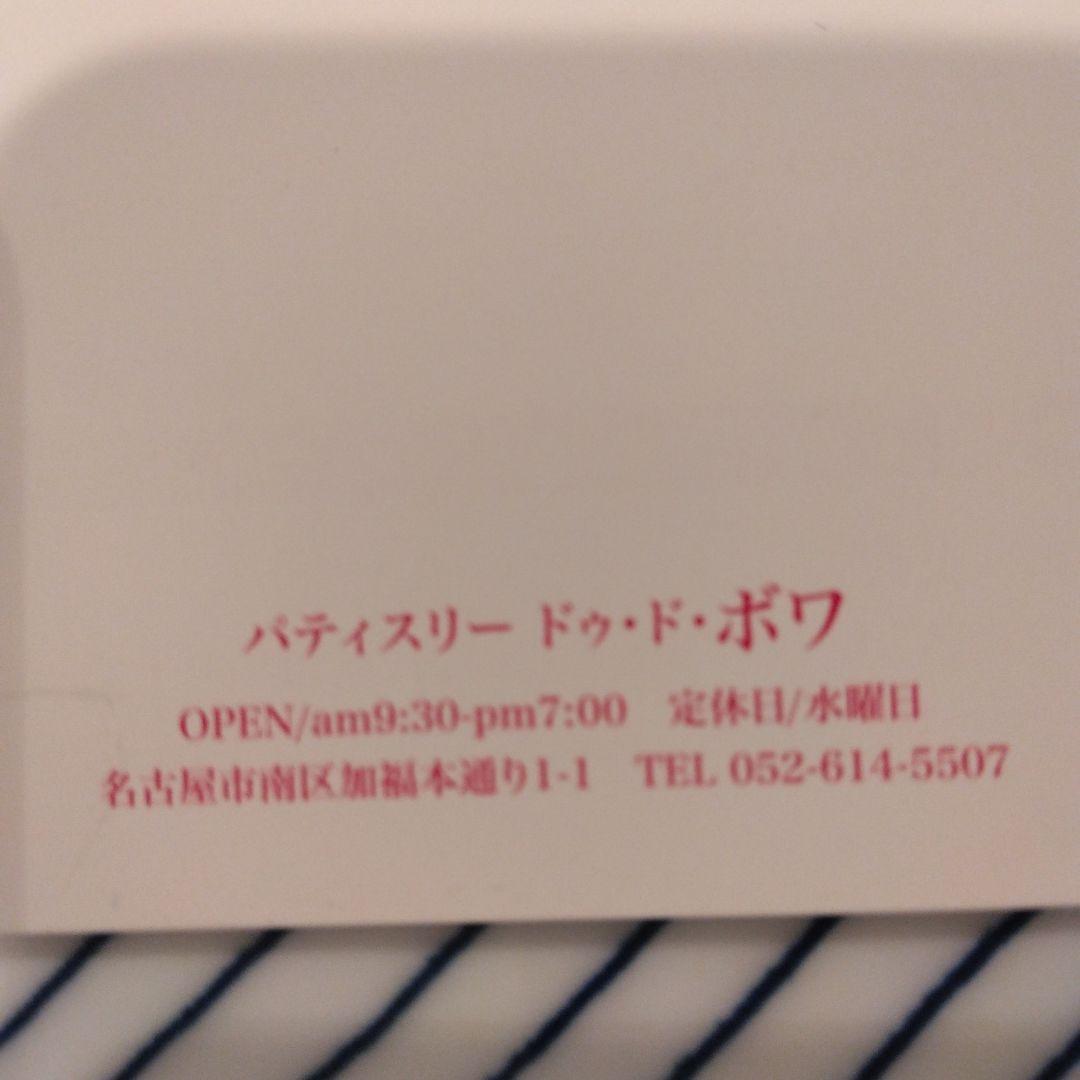 パティスリー ドゥ・ド・ボワ
OPEN/am9:30-pm7:00　定休日/水曜日
名古屋市南区加福本通り1-1　TEL 052-614-5507